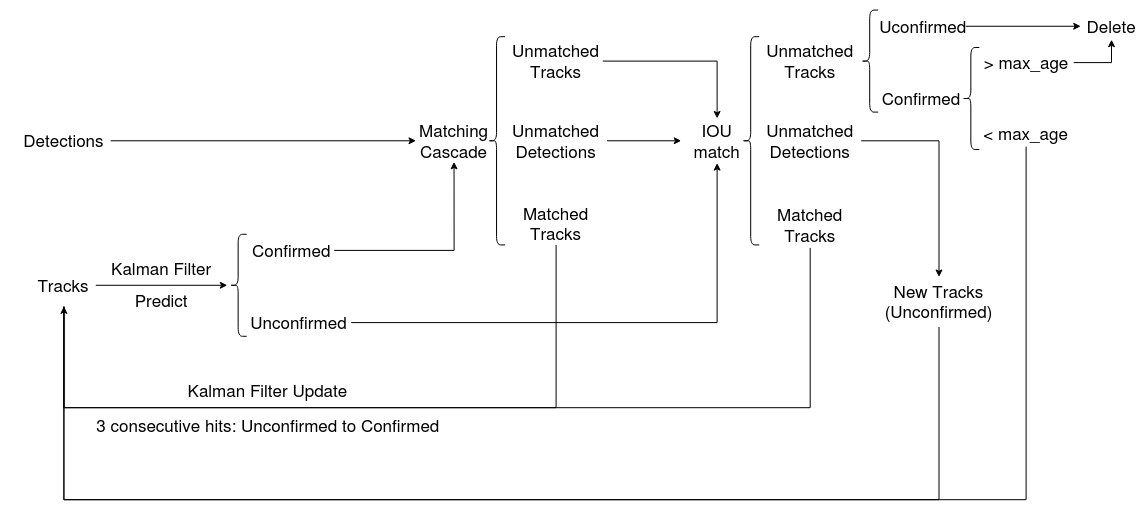 Unmatched
Tracks
Unmatched
Tracks
Uconfirmed
Delete
> max_age
Confirmed
< max_age
Detections
Matching
Cascade
Unmatched
Detections
IOU
match
Unmatched
Detections
Matched
Tracks
Matched
Tracks
Confirmed
Tracks
Kalman Filter
Predict
Unconfirmed
New Tracks
(Unconfirmed)
Kalman Filter Update
3 consecutive hits: Unconfirmed to Confirmed